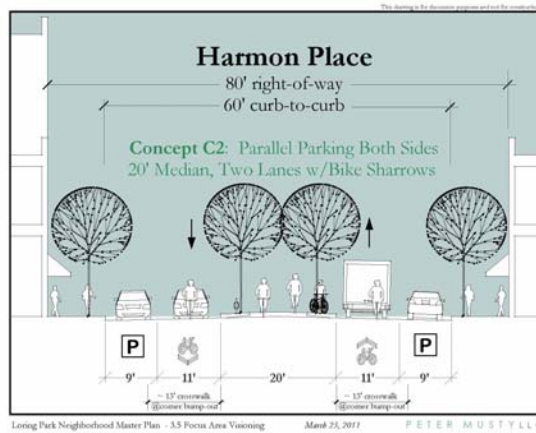 This drawing is for discussion purposes and not for construction
Harmon Place
80' right-of-way
60' curb-to-curb
Concept C2: Parallel Parking Both Sides
20' Median, Two Lanes w/Bike Sharrows
P
P
9'
11'
20'
11'
9'
~ 13' crosswalk
@corner bump-out
~ 13' crosswalk
@corner bump-out
Loring Park Neighborhood Master Plan - 3.5 Focus Area Visioning
March 23, 2011
PETER MUSTY LLC